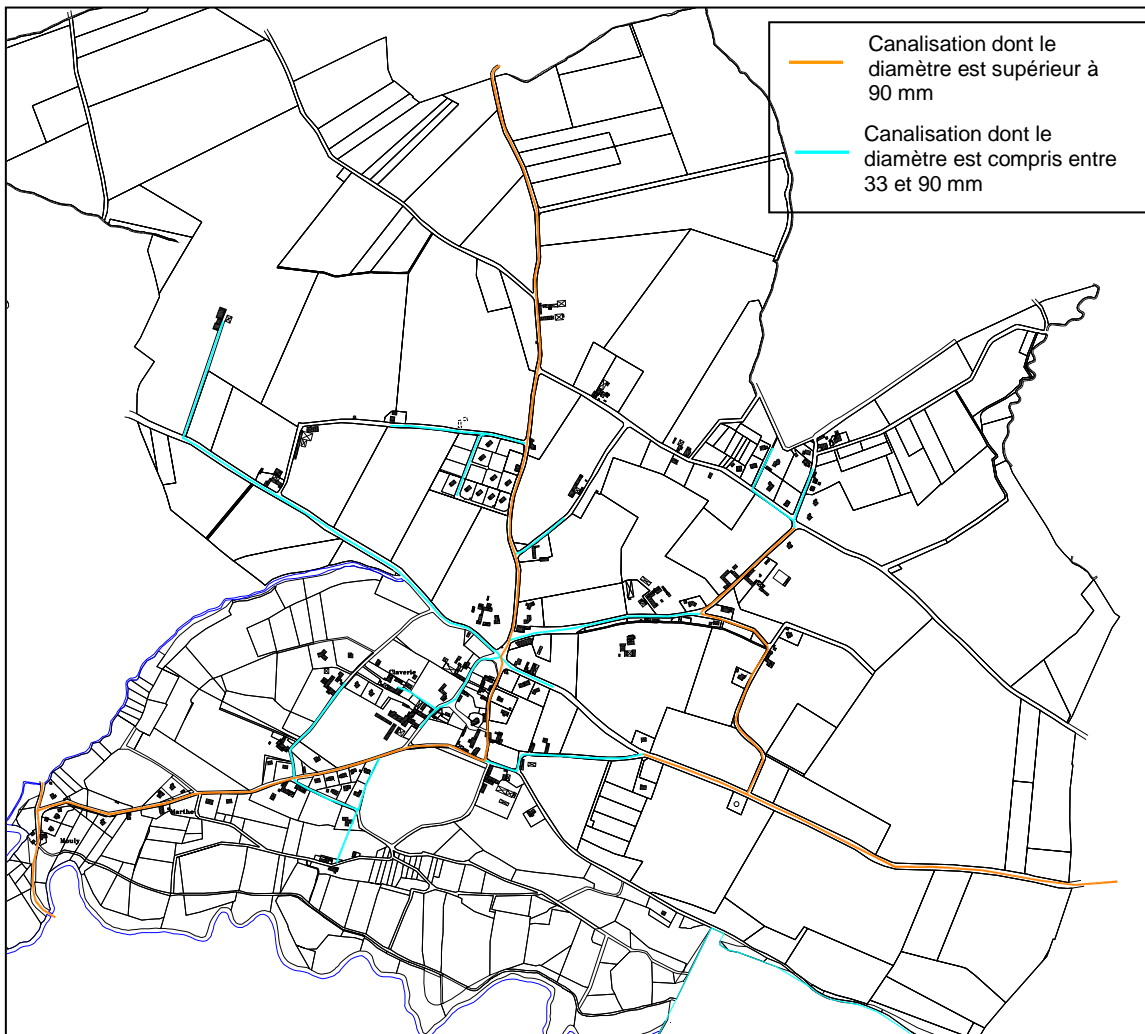 Canalisation dont le
diamètre est supérieur à
90 mm
Canalisation dont le
diamètre est compris entre
33 et 90 mm
Claverie
Marthe
Mouly